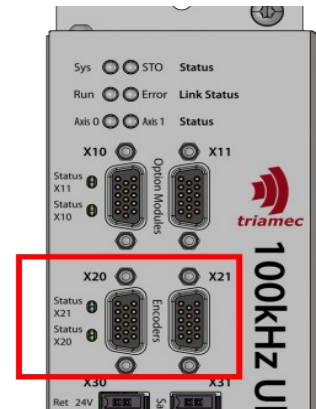 Sys STO Status
Run Error Link Status
Axis 0 Axis 1 Status
X10 X11
Status
X11
Status
X10
Option Modules
triamec
X20 X21
Status
X21
Status
X20
Encoders
100kHz
X30 X31
Ret 24V